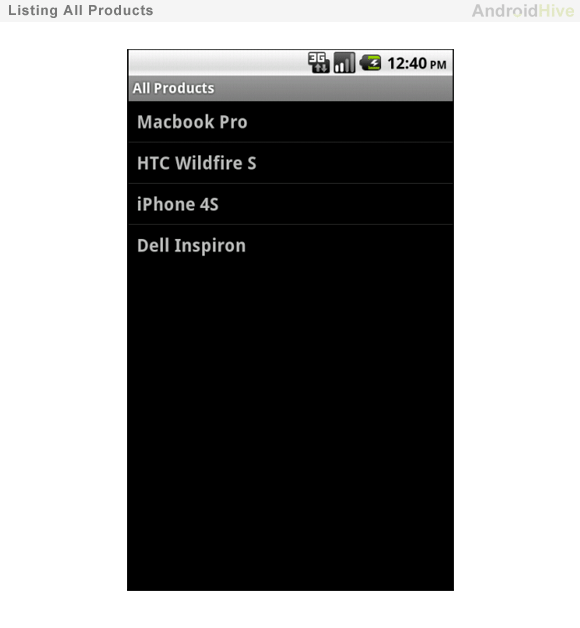 Listing All Products
AndroidHive
3G
12:40 PM
All Products
Macbook Pro
HTC Wildfire S
iPhone 4S
Dell Inspiron